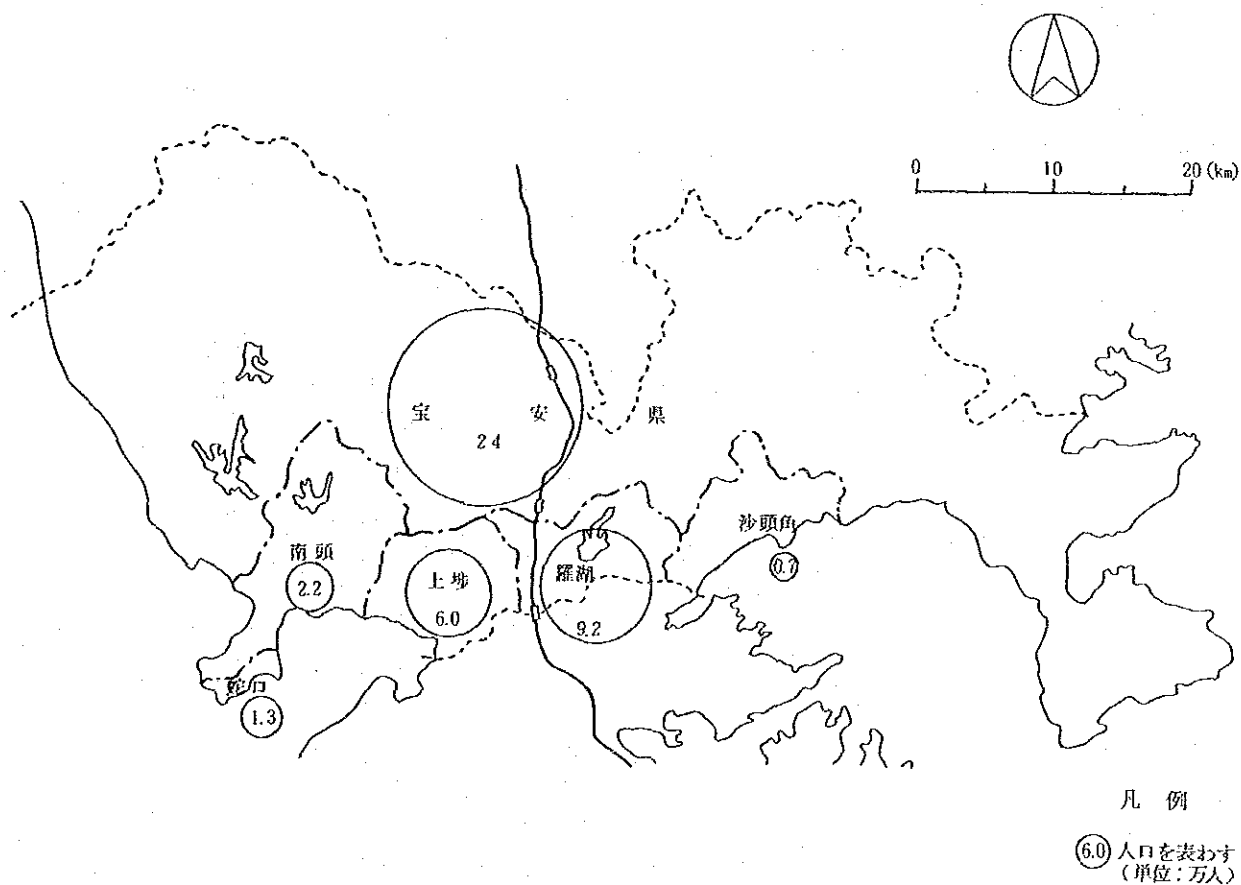 0 10 20 (km)
宝安県
24
南頭
2.2
上埗
6.0
羅湖
9.2
沙頭角
0.7
蛇口
1.3
凡例
6.0 人口を表わす
(単位:万人)